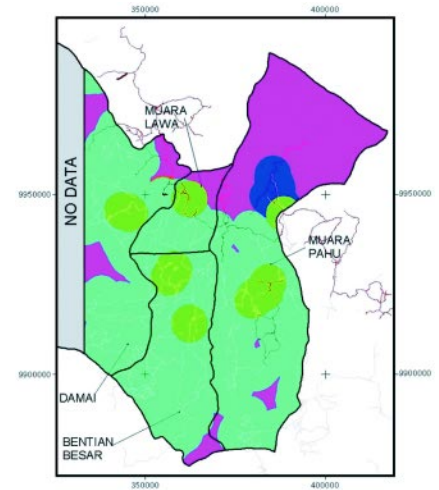 350000 400000
MUARA
LAWA
9950000 9950000
NO DATA
MUARA
PAHU
9900000 9900000
DAMAI
BENTIAN
BESAR
350000 400000